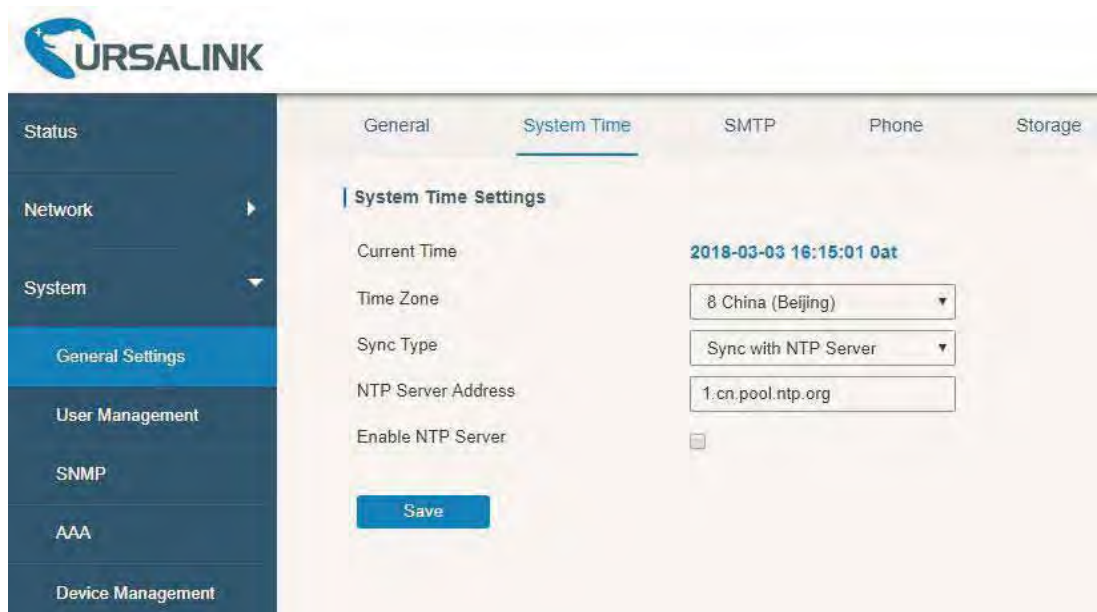 URSALINK
Status
Network
System
General Settings
User Management
SNMP
AAA
Device Management
General System Time SMTP Phone Storage
System Time Settings
Current Time 2018-03-03 16:15:01 0at
Time Zone 8 China (Beijing)
Sync Type Sync with NTP Server
NTP Server Address 1.cn.pool.ntp.org
Enable NTP Server
Save